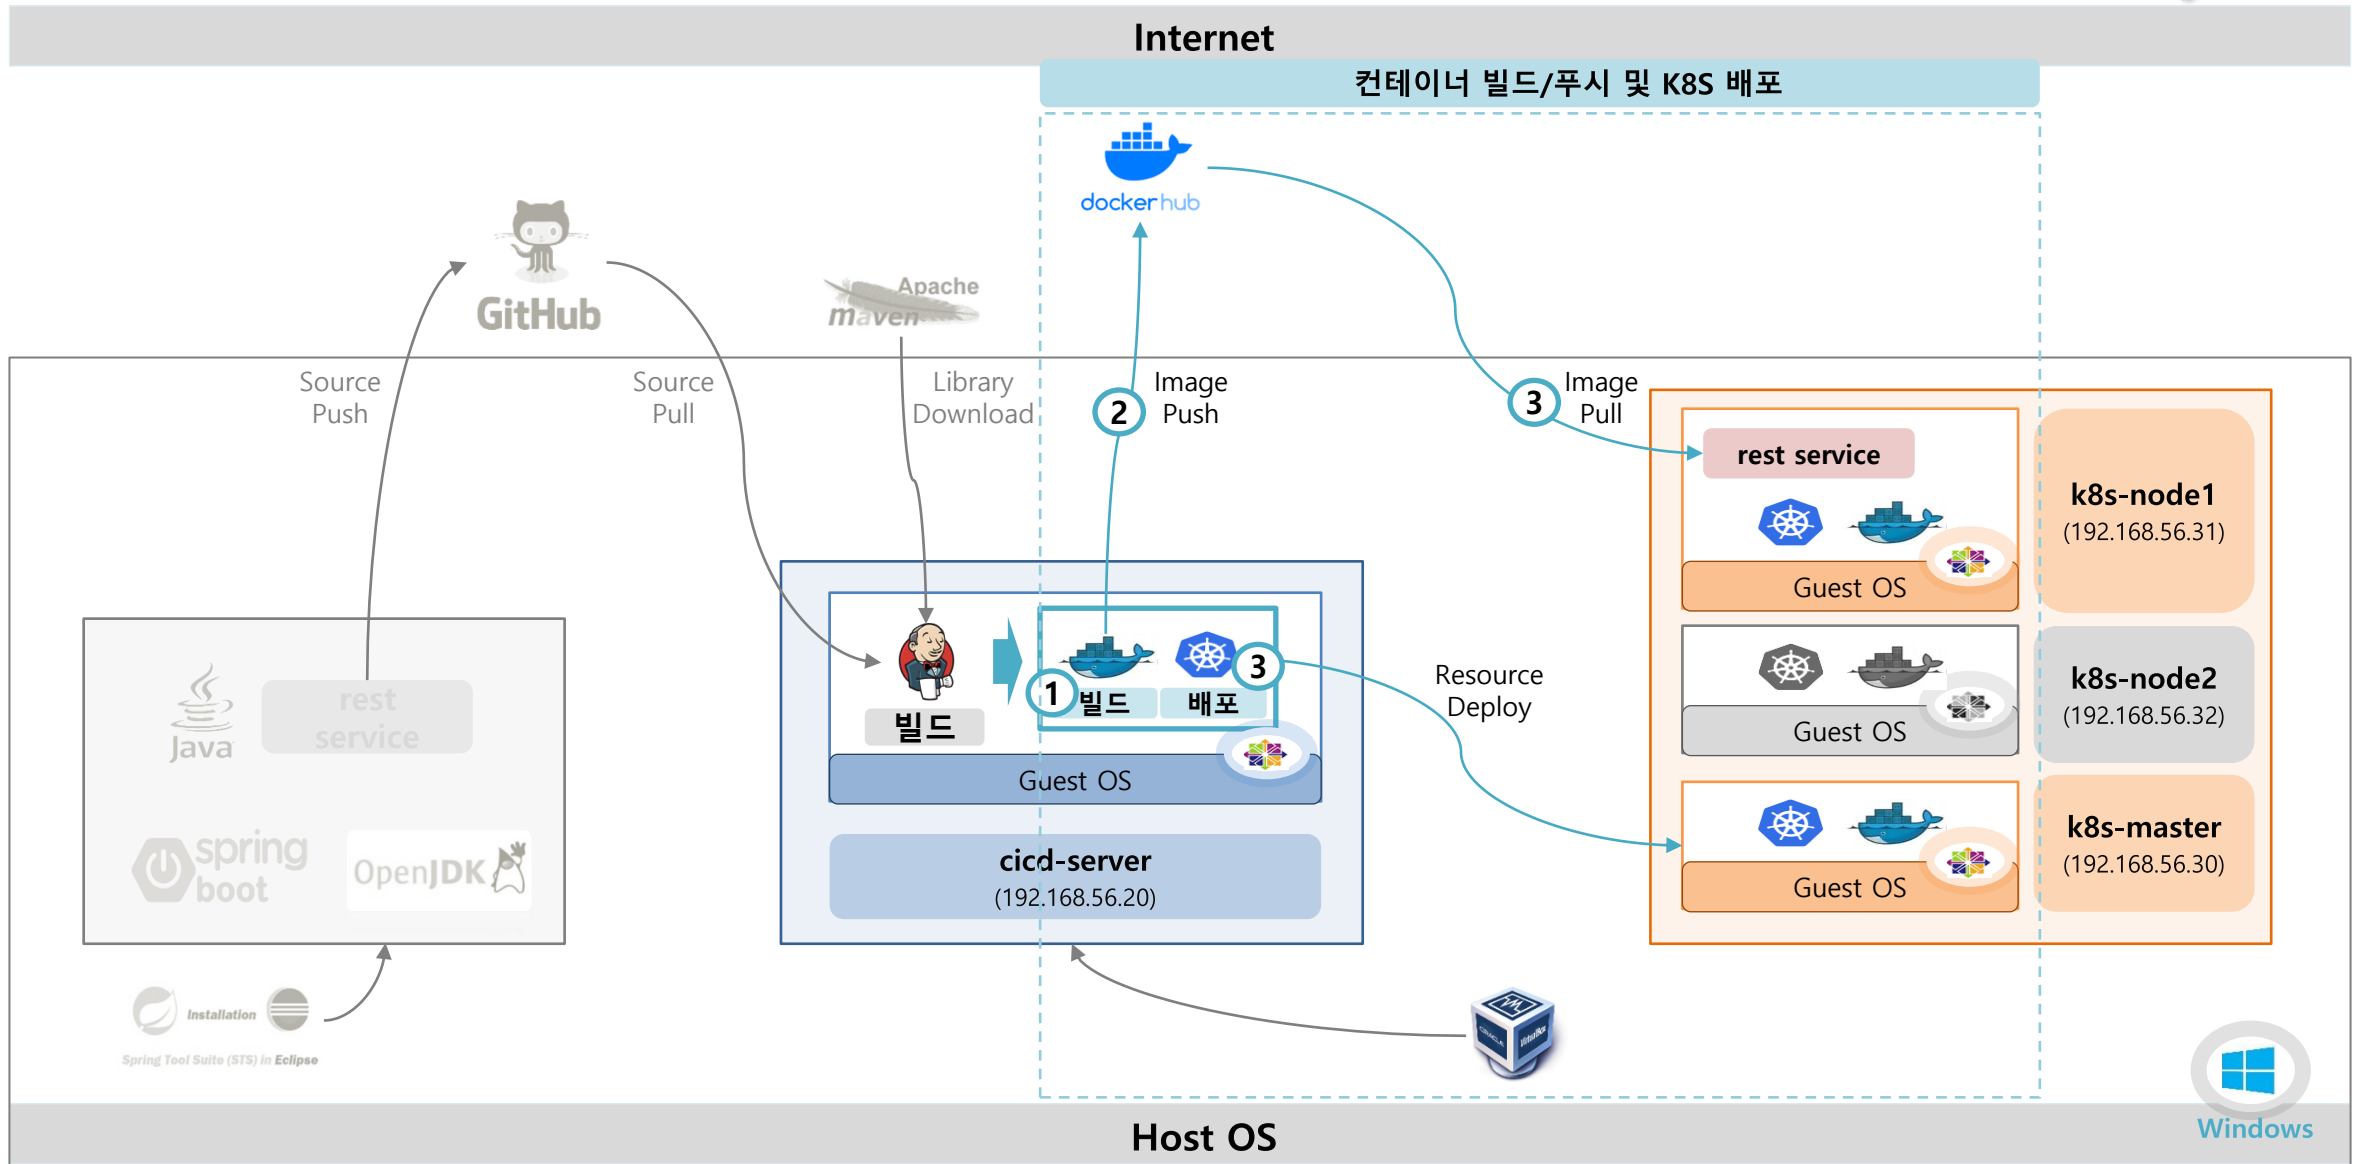 Internet
컨테이너 빌드/푸시 및 K8S 배포
dockerhub
GitHub
Apache
maven
Source
Push
Source
Pull
Library
Download
2
Image
Push
3
Image
Pull
rest service
Guest OS
k8s-node1
(192.168.56.31)
Guest OS
k8s-node2
(192.168.56.32)
Guest OS
k8s-master
(192.168.56.30)
rest
service
Java
spring
boot
OpenJDK
Installation
Spring Tool Suite (STS) in Eclipse
빌드
1
빌드
배포
3
Guest OS
cicd-server
(192.168.56.20)
Resource
Deploy
ORACLE
VirtualBox
Windows
Host OS